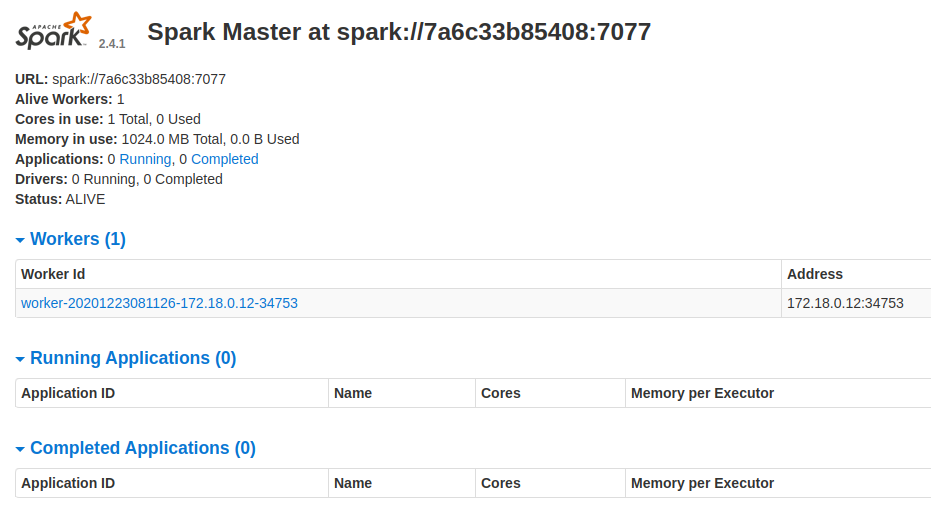 APACHE
Spark 2.4.1 Spark Master at spark://7a6c33b85408:7077
URL: spark://7a6c33b85408:7077
Alive Workers: 1
Cores in use: 1 Total, 0 Used
Memory in use: 1024.0 MB Total, 0.0 B Used
Applications: 0 Running, 0 Completed
Drivers: 0 Running, 0 Completed
Status: ALIVE
Workers (1)
Worker Id Address
worker-20201223081126-172.18.0.12-34753 172.18.0.12:34753
Running Applications (0)
Application ID Name Cores Memory per Executor
Completed Applications (0)
Application ID Name Cores Memory per Executor